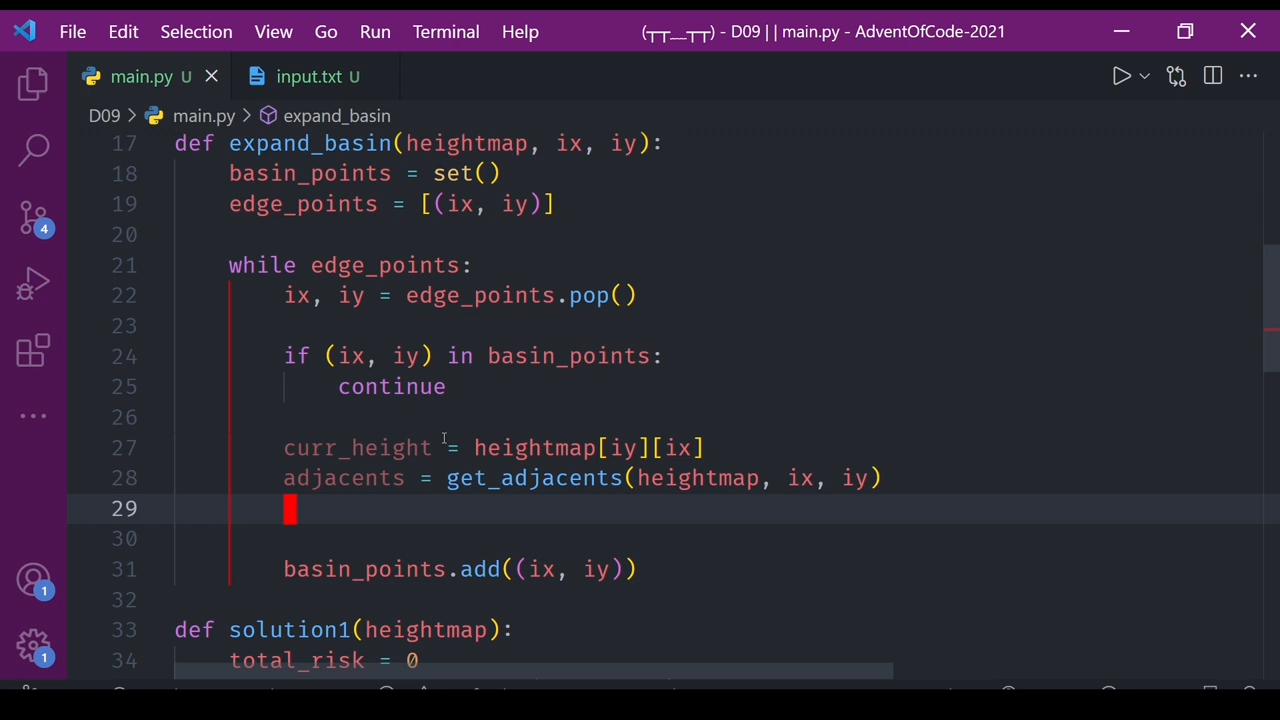 File Edit Selection View Go Run Terminal Help (┬┬﹏┬┬) - D09 | | main.py - AdventOfCode-2021
main.py U input.txt U
D09 > main.py > expand_basin
17 def expand_basin(heightmap, ix, iy):
18 basin_points = set()
19 edge_points = [(ix, iy)]
20
21 while edge_points:
22 ix, iy = edge_points.pop()
23
24 if (ix, iy) in basin_points:
25 continue
26
27 curr_height = heightmap[iy][ix]
28 adjacents = get_adjacents(heightmap, ix, iy)
29
30
31 basin_points.add((ix, iy))
32
33 def solution1(heightmap):
34 total_risk = 0
4
1
1